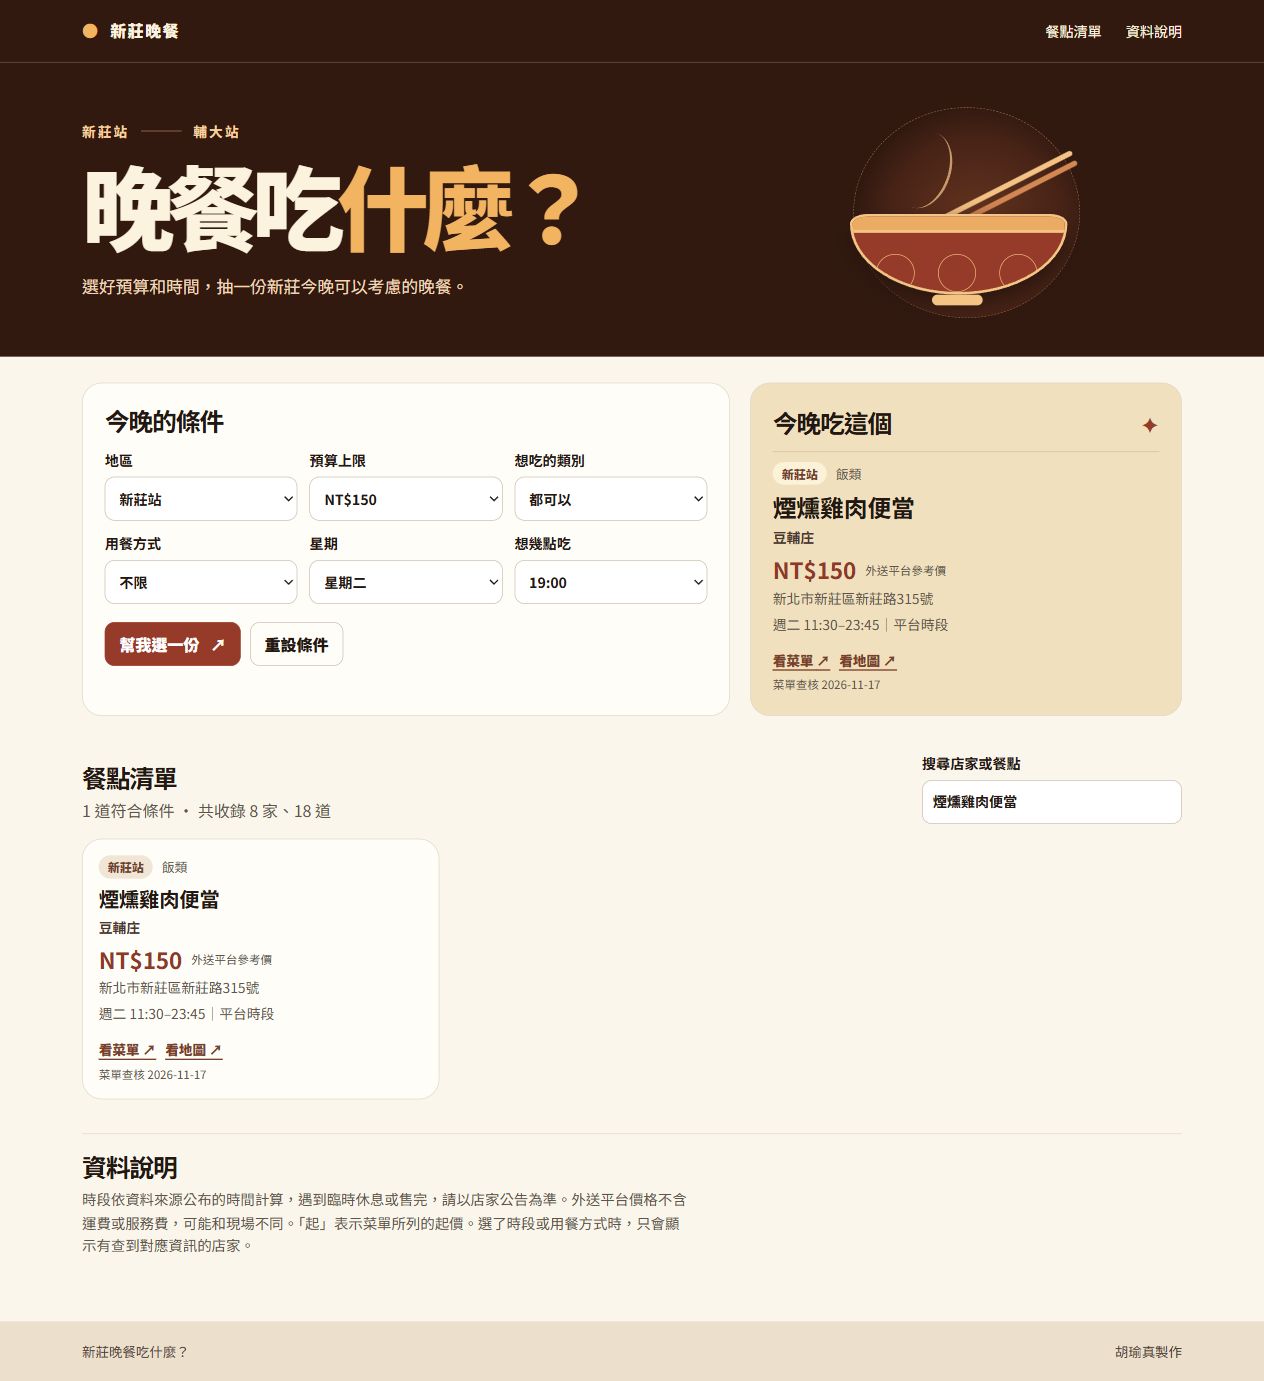 新莊晚餐
餐點清單 資料說明
新莊站 輔大站
晚餐吃什麼？
選好預算和時間，抽一份新莊今晚可以考慮的晚餐。
今晚的條件
地區 預算上限 想吃的類別
新莊站 NT$150 都可以
用餐方式 星期 想幾點吃
不限 星期二 19:00
幫我選一份 ↗ 重設條件
今晚吃這個 ✦
新莊站 飯類
煙燻雞肉便當
豆輔庄
NT$150 外送平台參考價
新北市新莊區新莊路315號
週二 11:30–23:45｜平台時段
看菜單 ↗ 看地圖 ↗
菜單查核 2026-11-17
餐點清單
1 道符合條件 ・ 共收錄 8 家、18 道
搜尋店家或餐點
煙燻雞肉便當
新莊站 飯類
煙燻雞肉便當
豆輔庄
NT$150 外送平台參考價
新北市新莊區新莊路315號
週二 11:30–23:45｜平台時段
看菜單 ↗ 看地圖 ↗
菜單查核 2026-11-17
資料說明
時段依資料來源公布的時間計算，遇到臨時休息或售完，請以店家公告為準。外送平台價格不含
運費或服務費，可能和現場不同。「起」表示菜單所列的起價。選了時段或用餐方式時，只會顯
示有查到對應資訊的店家。
新莊晚餐吃什麼？
胡瑜真製作